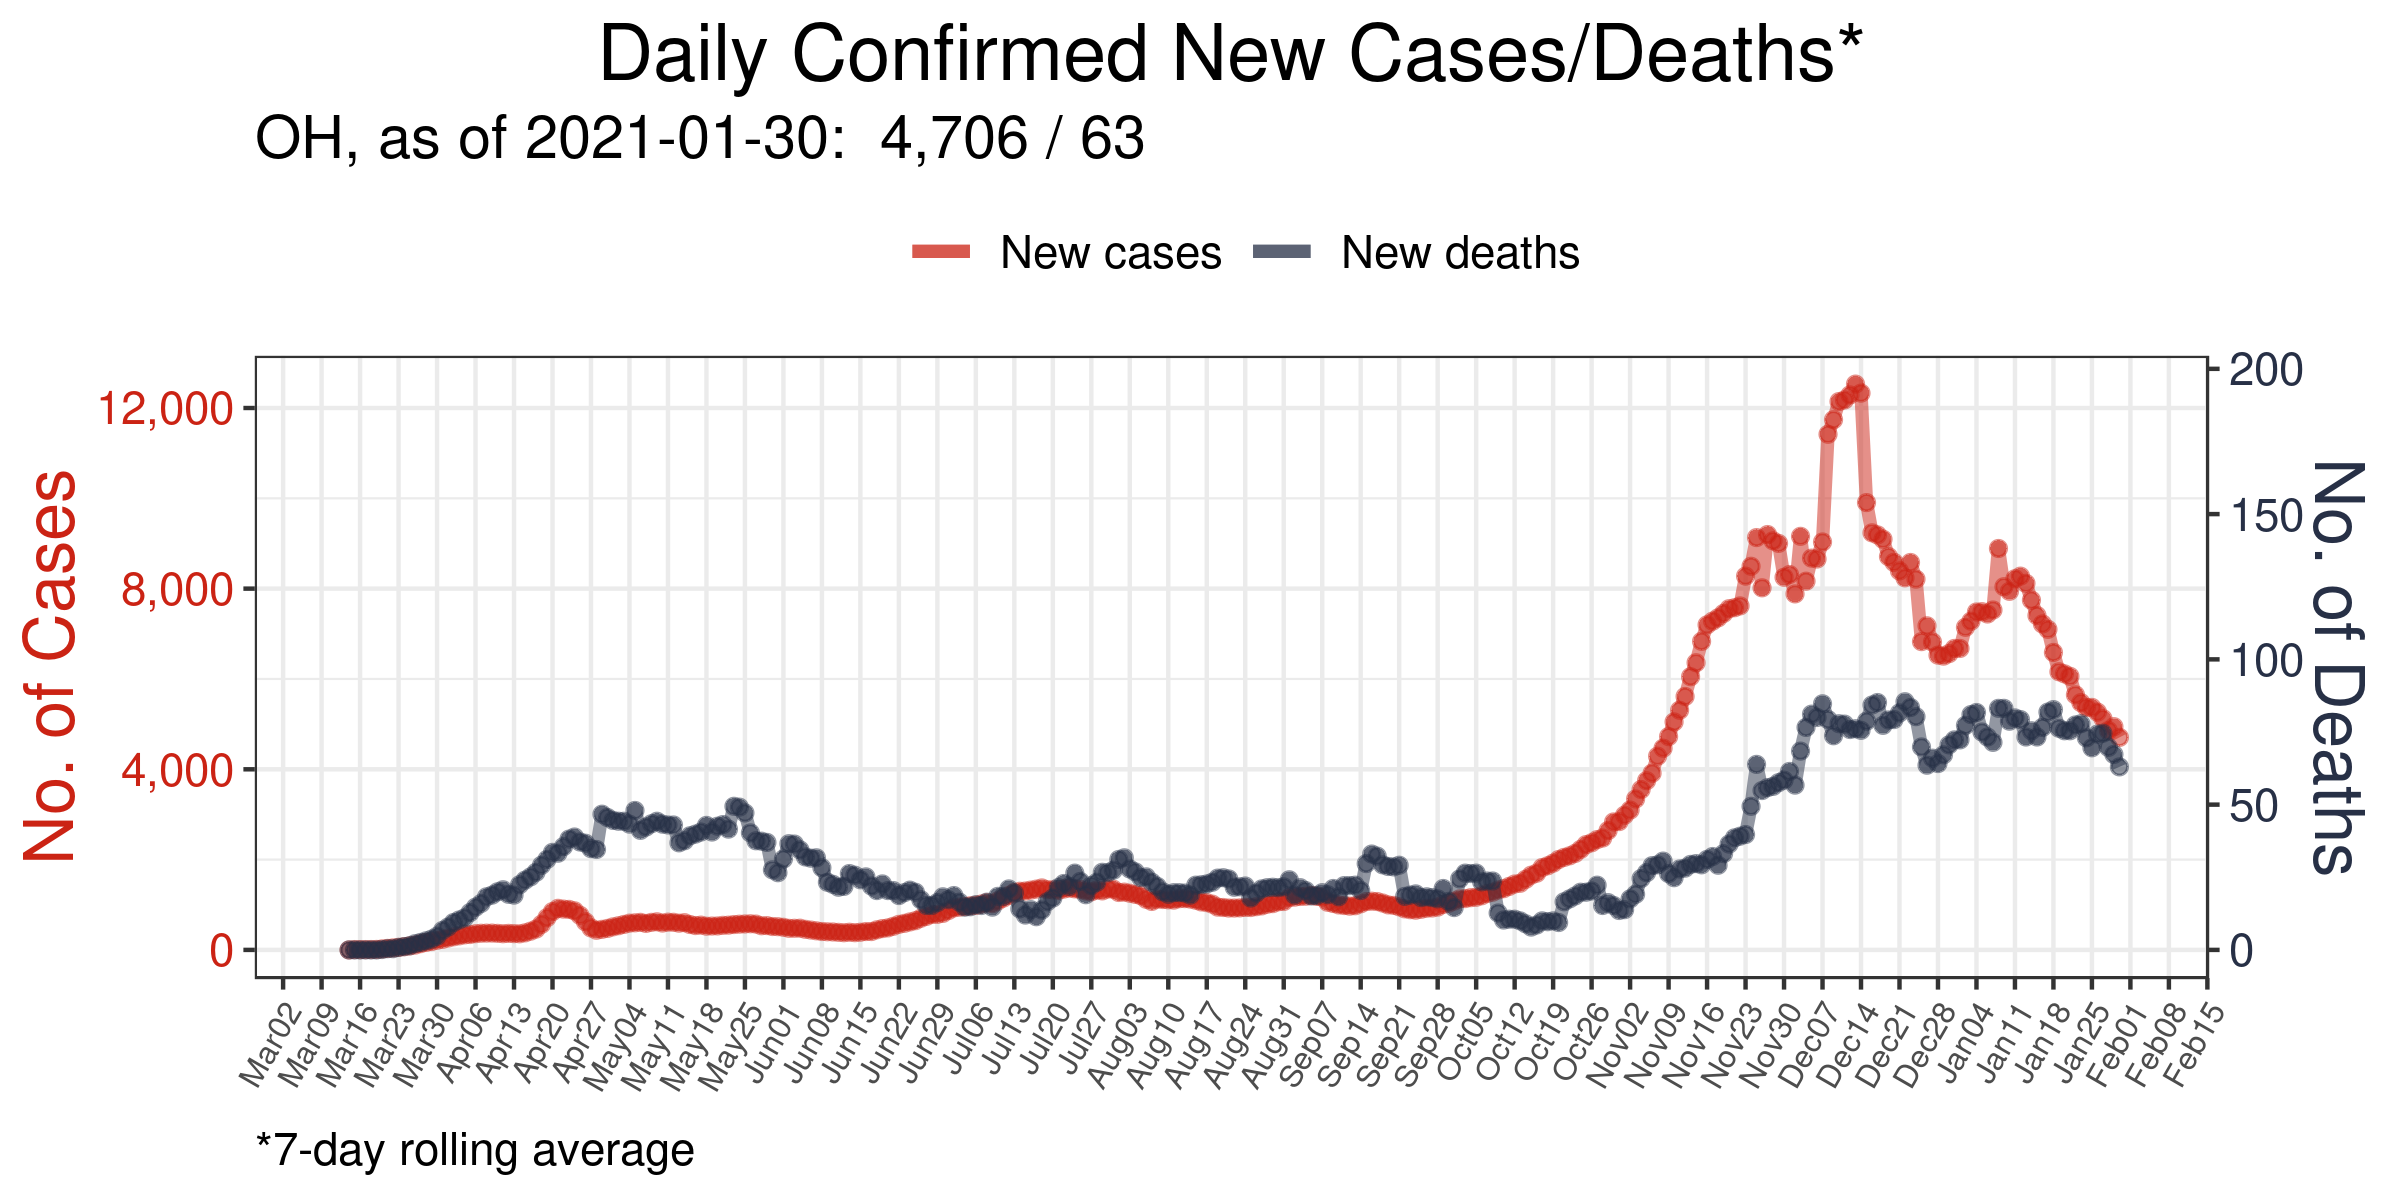 Daily Confirmed New Cases/Deaths*
OH, as of 2021-01-30:  4,706 / 63
New cases
New deaths
No. of Cases
12,000
8,000
4,000
0
200
150
100
50
0
No. of Deaths
Mar02
Mar09
Mar16
Mar23
Mar30
Apr06
Apr13
Apr20
Apr27
May04
May11
May18
May25
Jun01
Jun08
Jun15
Jun22
Jun29
Jul06
Jul13
Jul20
Jul27
Aug03
Aug10
Aug17
Aug24
Aug31
Sep07
Sep14
Sep21
Sep28
Oct05
Oct12
Oct19
Oct26
Nov02
Nov09
Nov16
Nov23
Nov30
Dec07
Dec14
Dec21
Dec28
Jan04
Jan11
Jan18
Jan25
Feb01
Feb08
Feb15
*7-day rolling average